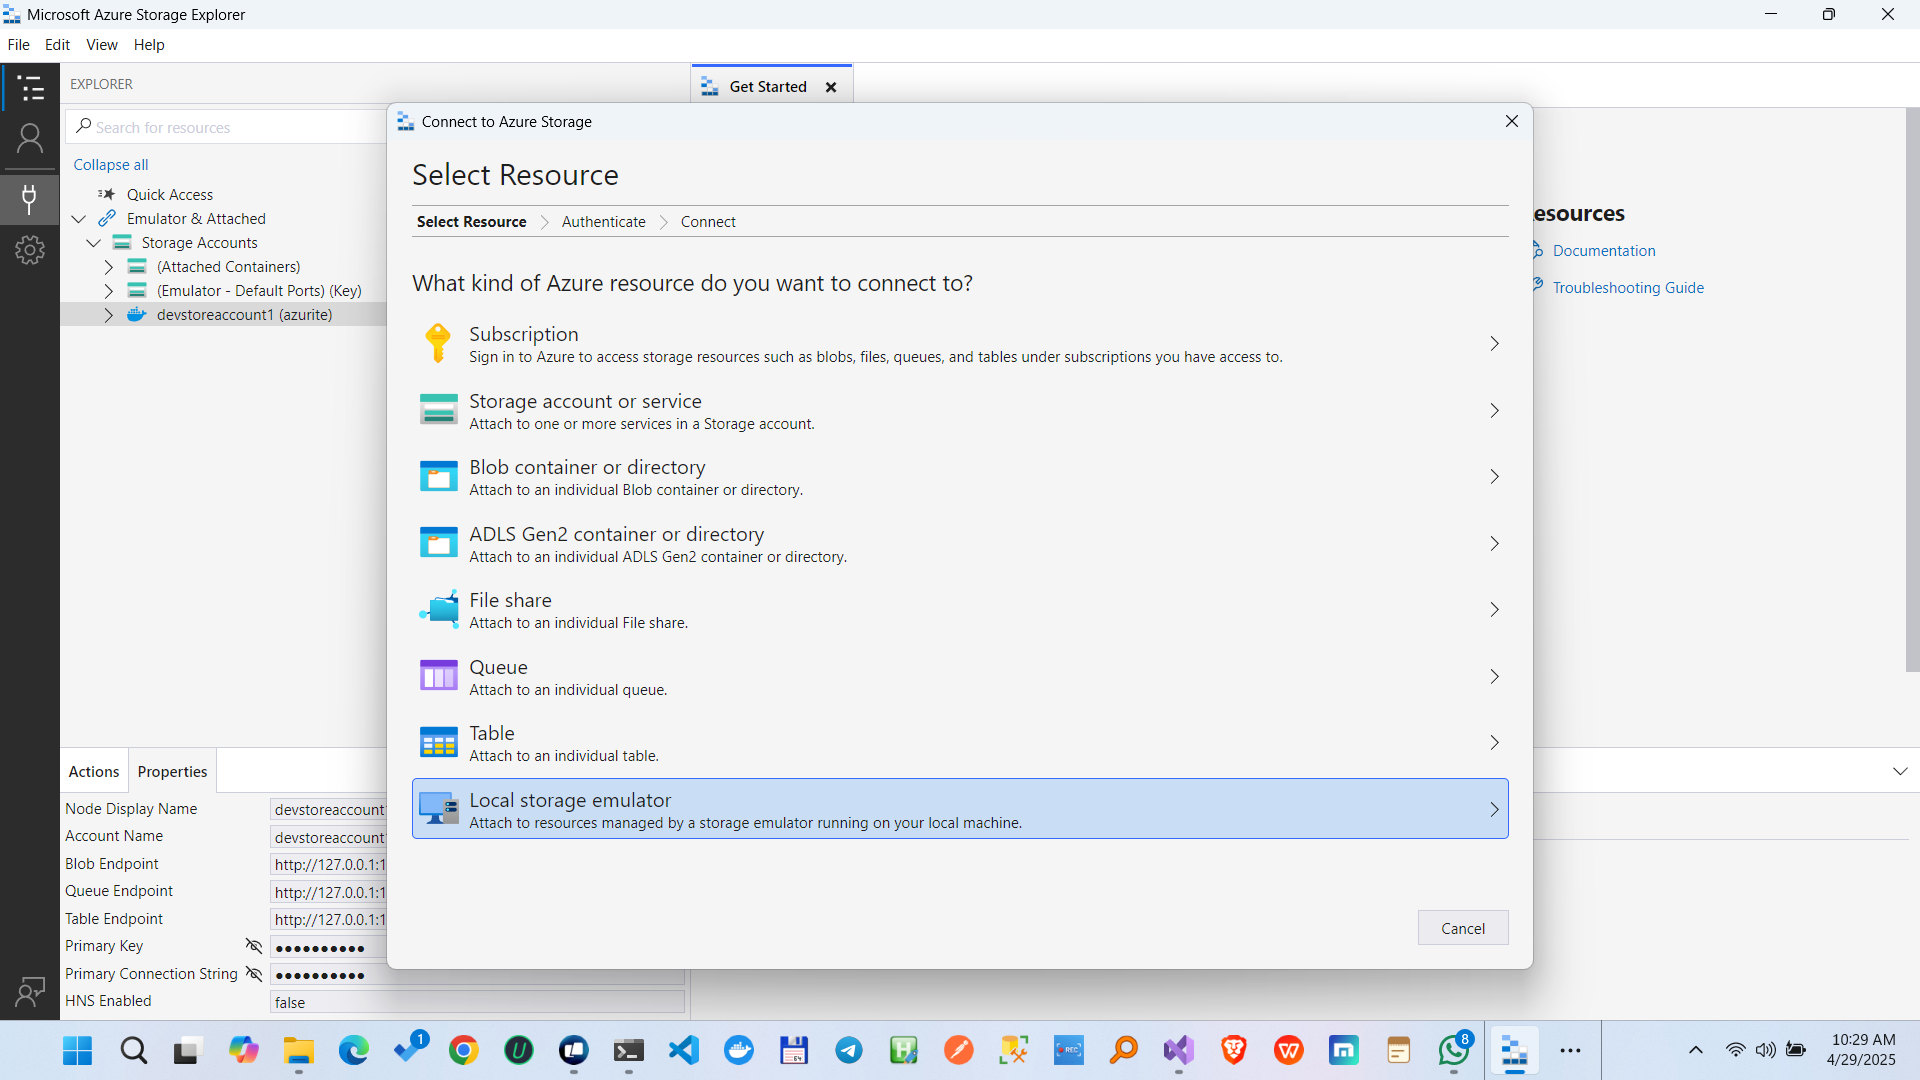 Microsoft Azure Storage Explorer
File Edit View Help
EXPLORER
Get Started
Search for resources
Collapse all
Quick Access
Emulator & Attached
Storage Accounts
(Attached Containers)
(Emulator - Default Ports) (Key)
devstoreaccount1 (azurite)
Connect to Azure Storage
Select Resource
Select Resource Authenticate Connect
What kind of Azure resource do you want to connect to?
Subscription
Sign in to Azure to access storage resources such as blobs, files, queues, and tables under subscriptions you have access to.
Storage account or service
Attach to one or more services in a Storage account.
Blob container or directory
Attach to an individual Blob container or directory.
ADLS Gen2 container or directory
Attach to an individual ADLS Gen2 container or directory.
File share
Attach to an individual File share.
Queue
Attach to an individual queue.
Table
Attach to an individual table.
Local storage emulator
Attach to resources managed by a storage emulator running on your local machine.
Cancel
esources
Documentation
Troubleshooting Guide
Actions Properties
Node Display Name devstoreaccount
Account Name devstoreaccount
Blob Endpoint http://127.0.0.1:1
Queue Endpoint http://127.0.0.1:1
Table Endpoint http://127.0.0.1:1
Primary Key ●●●●●●●●●●
Primary Connection String ●●●●●●●●●●
HNS Enabled false
1
U
64
H
REC
W
m
8
10:29 AM
4/29/2025